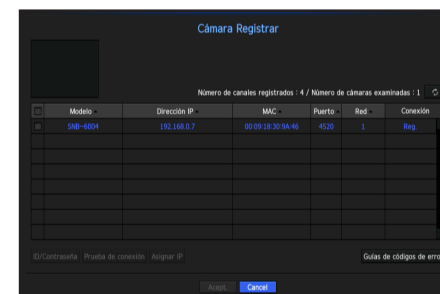 Cámara Registrar
Número de canales registrados : 4 / Número de cámaras examinadas : 1
Modelo Dirección IP MAC Puerto Red Conexión
SNB-6004 192.168.0.7 00:09:18:30:9A:46 4520 1 Reg.
ID/Contraseña Prueba de conexión Asignar IP Guías de códigos de erro
Acept. Cancel